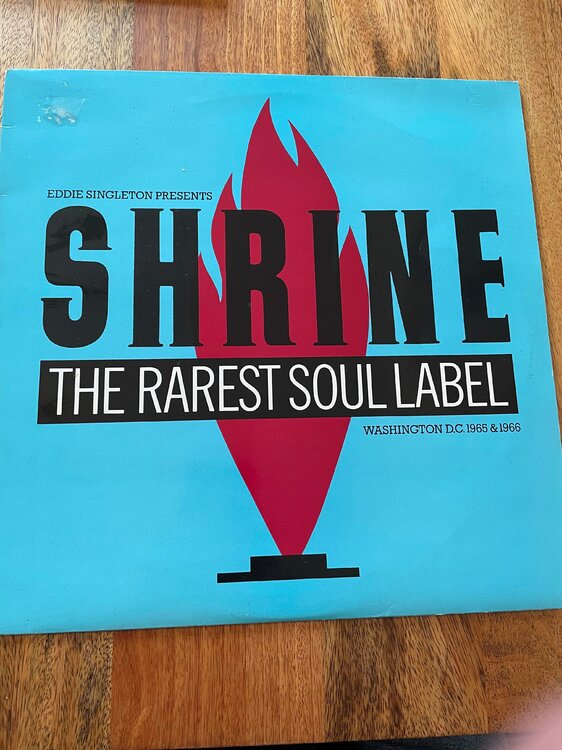 EDDIE SINGLETON PRESENTS
SHRINE
THE RAREST SOUL LABEL
WASHINGTON D.C. 1965 & 1966